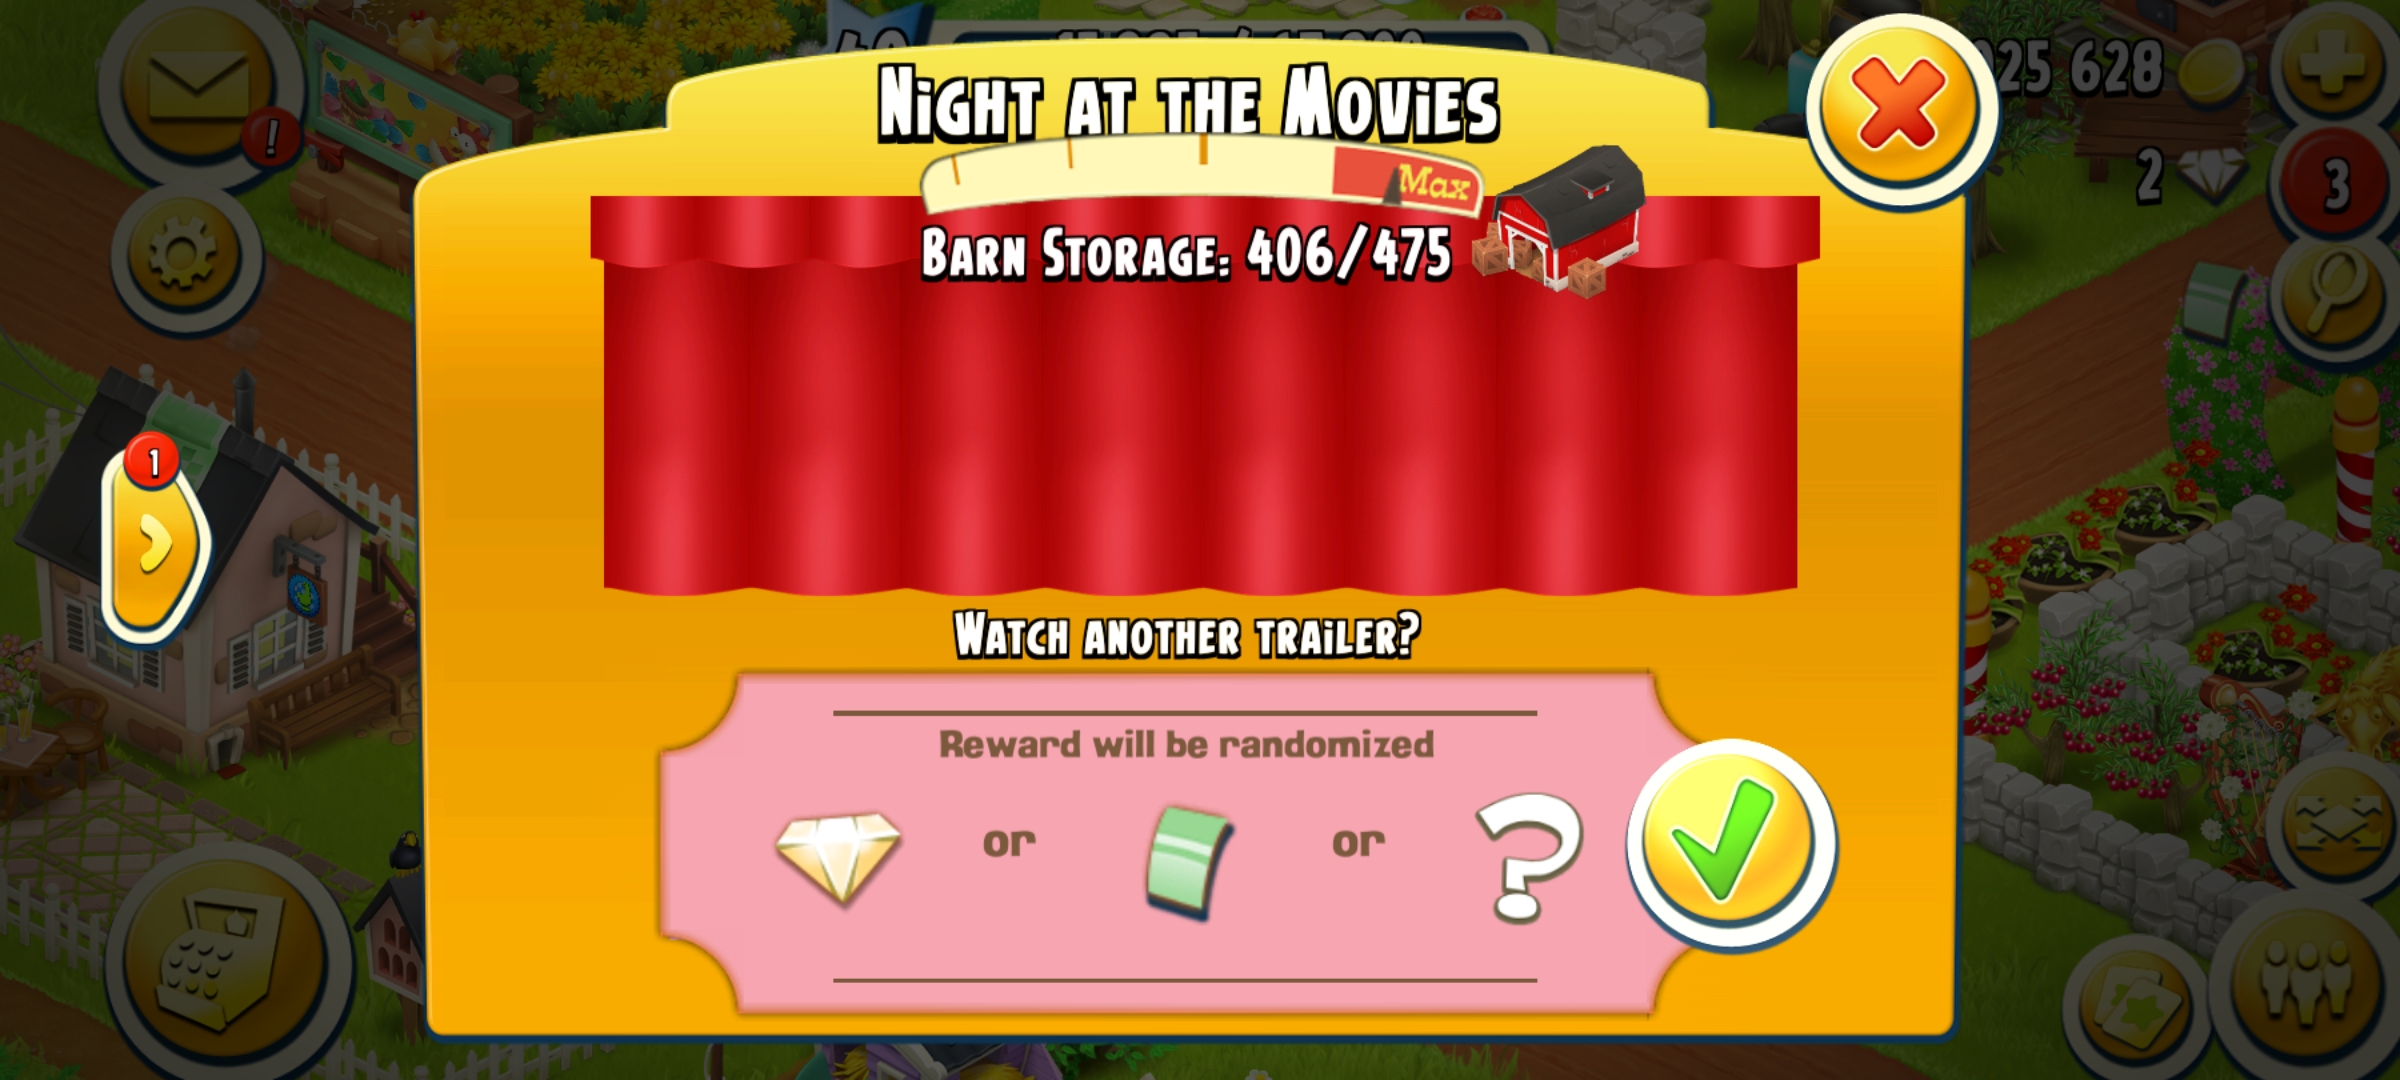 NiGHT AT THE MOViES
Max
BARN STORAGE: 406/475
WATCH ANOTHER TRAiLER?
Reward will be randomized
or
or
?
25 628
2
3
!
1